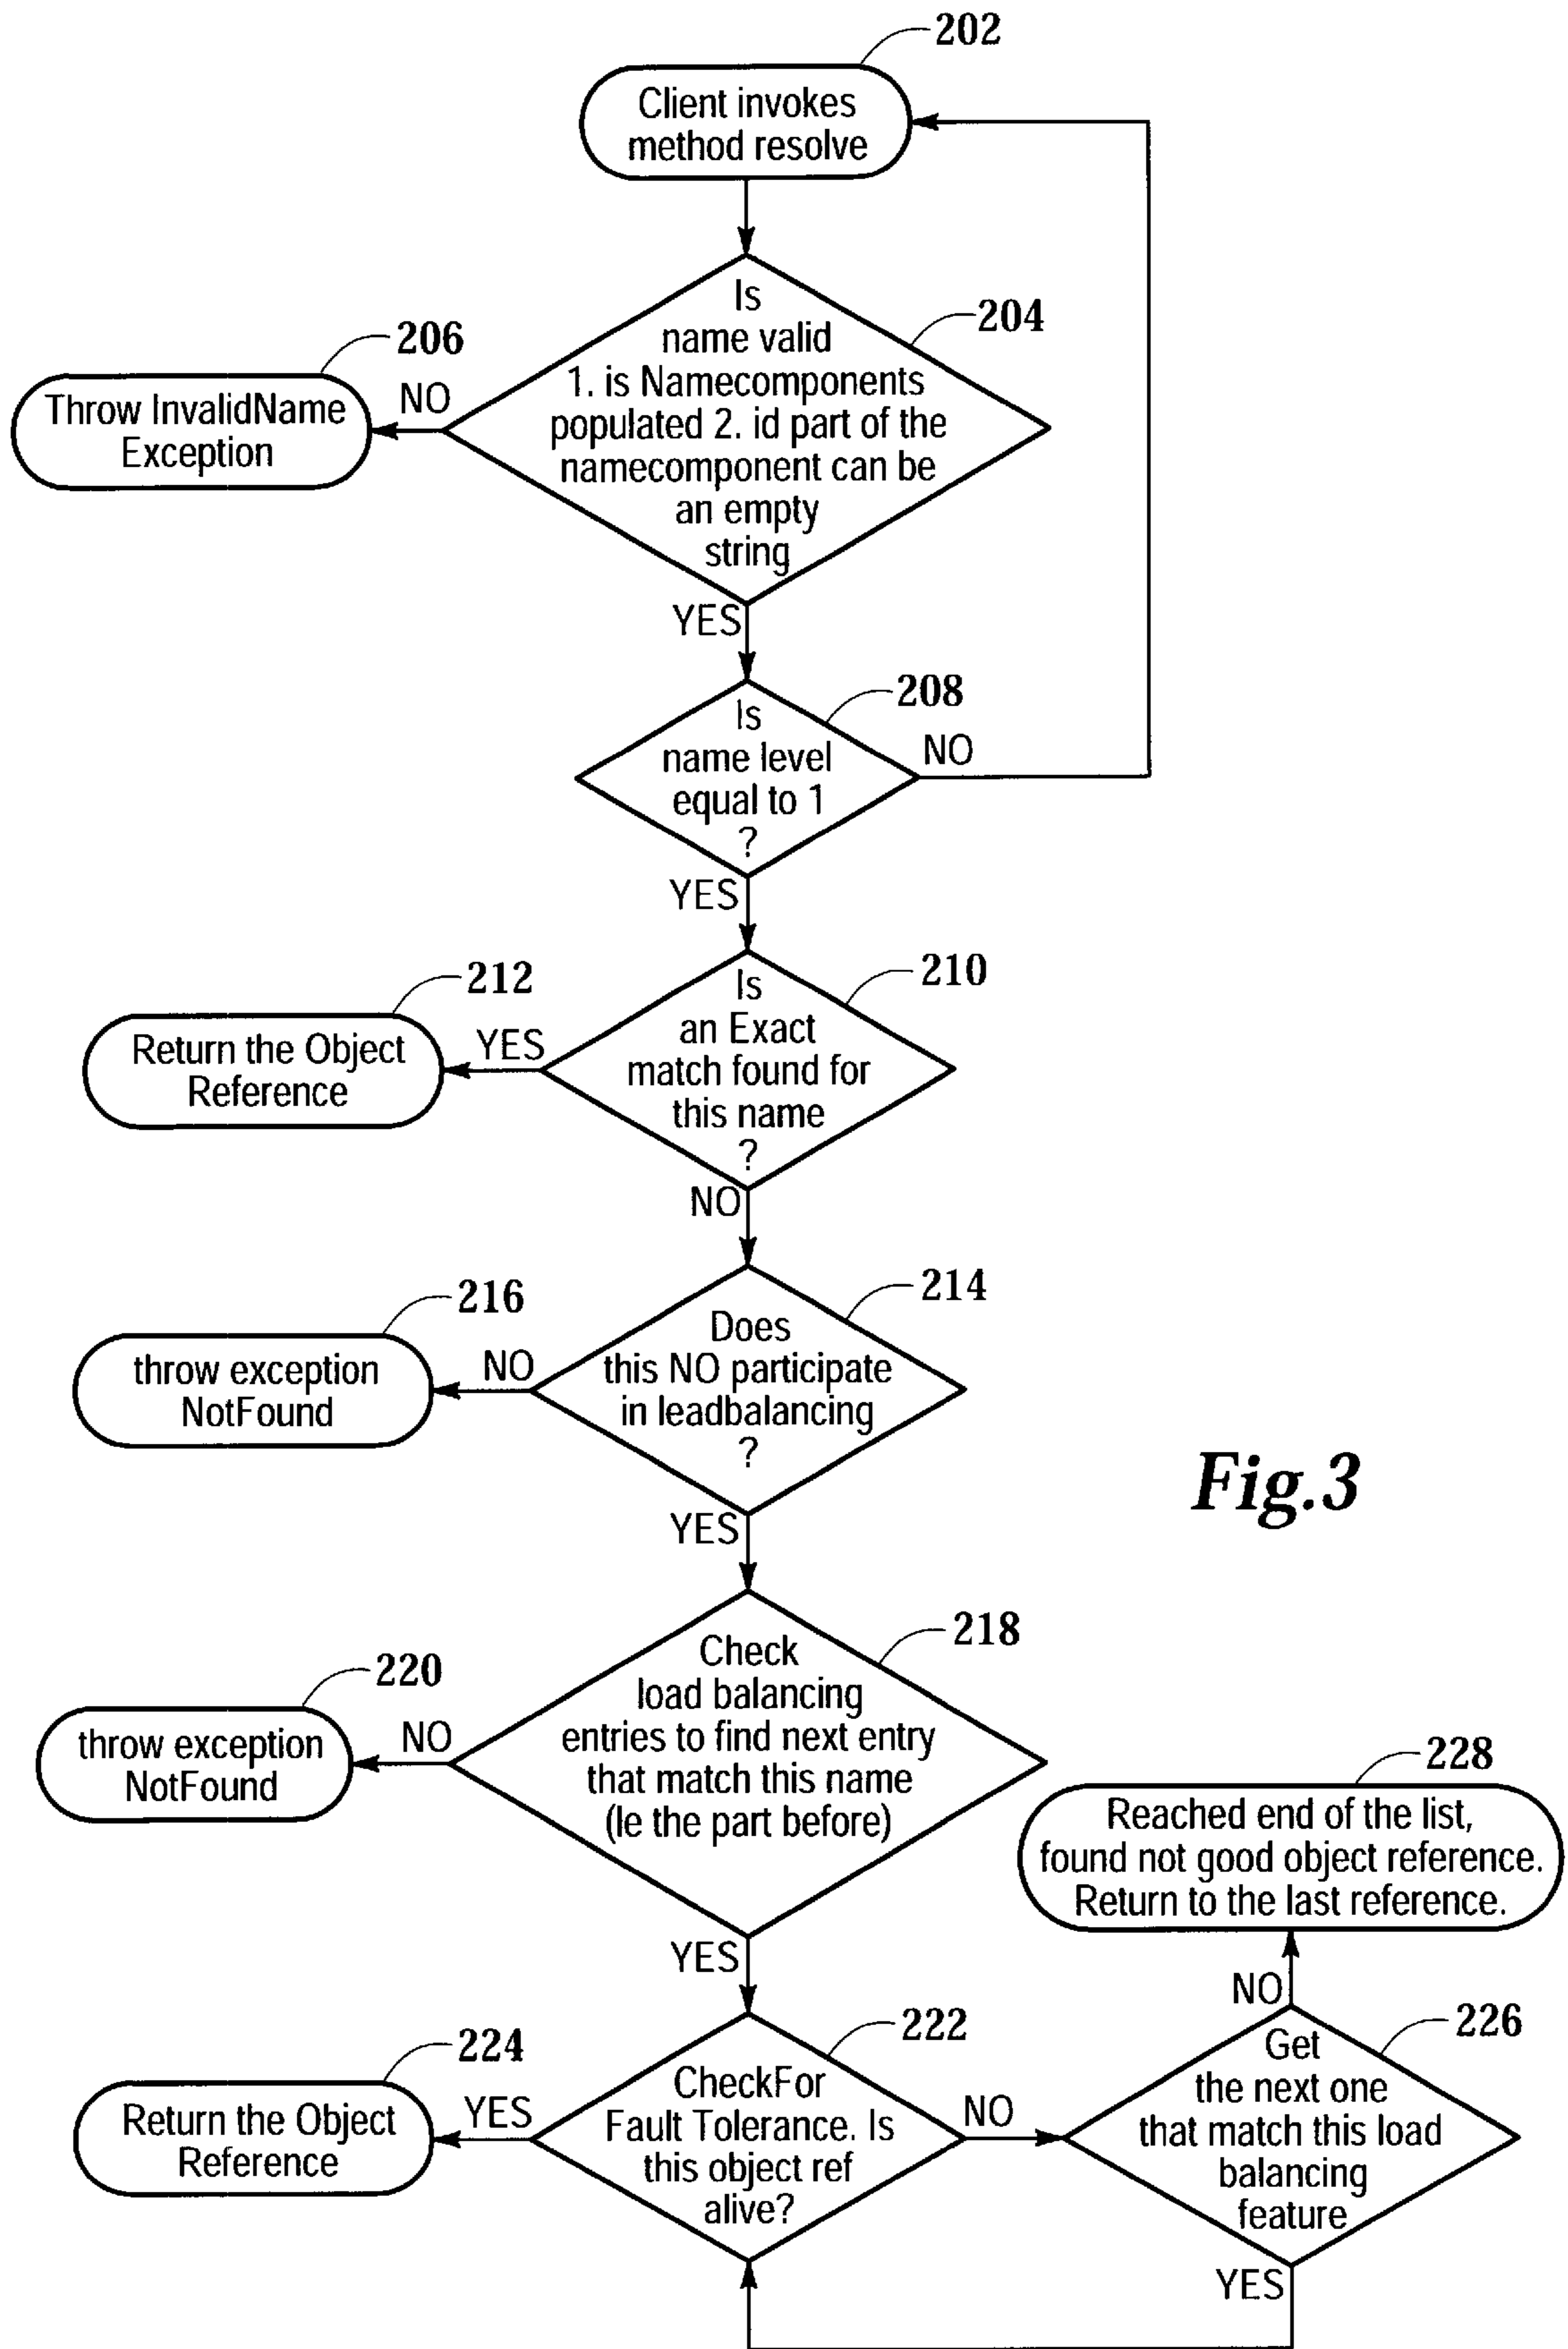 202
Client invokes
method resolve
Is
name valid
1. is Namecomponents
populated 2. id part of the
namecomponent can be
an empty
string
204
206
NO
Throw InvalidName
Exception
YES
208
Is
name level
equal to 1
?
NO
YES
210
Is
an Exact
match found for
this name
?
212
YES
Return the Object
Reference
NO
214
Does
this NO participate
in leadbalancing
?
216
NO
throw exception
NotFound
Fig.3
YES
218
Check
load balancing
entries to find next entry
that match this name
(Ie the part before)
220
NO
throw exception
NotFound
228
Reached end of the list,
found not good object reference.
Return to the last reference.
YES
222
CheckFor
Fault Tolerance. Is
this object ref
alive?
224
YES
Return the Object
Reference
NO
NO
226
Get
the next one
that match this load
balancing
feature
YES